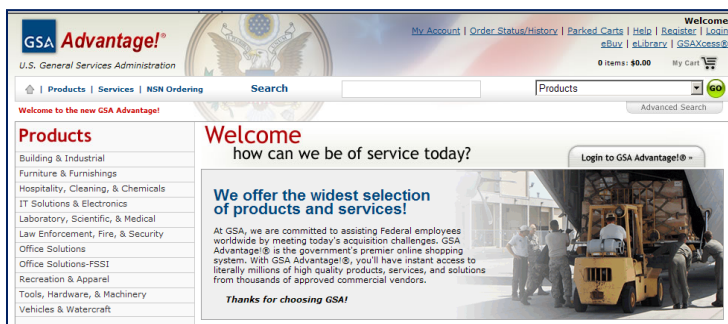 Welcome
GSA Advantage!®
My Account | Order Status/History | Parked Carts | Help | Register | Login
eBuy | eLibrary | GSAXcess®
U.S. General Services Administration
0 items: $0.00 My Cart
| Products | Services | NSN Ordering
Search
Products
GO
Welcome to the new GSA Advantage!
Advanced Search
Products
Building & Industrial
Furniture & Furnishings
Hospitality, Cleaning, & Chemicals
IT Solutions & Electronics
Laboratory, Scientific, & Medical
Law Enforcement, Fire, & Security
Office Solutions
Office Solutions-FSSI
Recreation & Apparel
Tools, Hardware, & Machinery
Vehicles & Watercraft
Welcome
how can we be of service today?
Login to GSA Advantage!® »
We offer the widest selection
of products and services!
At GSA, we are committed to assisting Federal employees
worldwide by meeting today's acquisition challenges. GSA
Advantage!® is the government's premier online shopping
system. With GSA Advantage!®, you'll have instant access to
literally millions of high quality products, services, and solutions
from thousands of approved commercial vendors.
Thanks for choosing GSA!